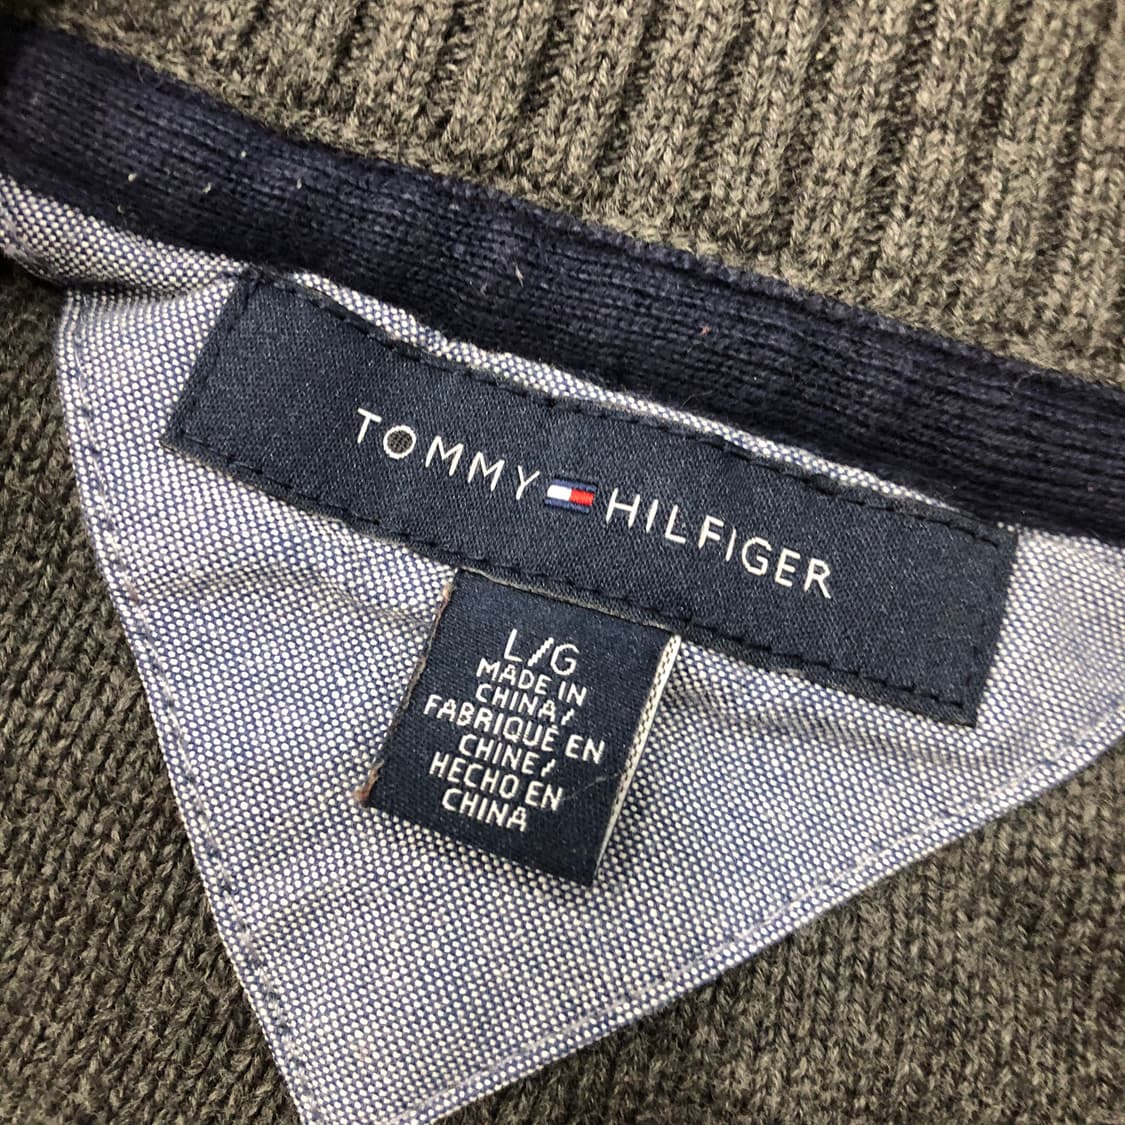 TOMMY HILFIGER
L/G
MADE IN
CHINA/
FABRIQUÉ EN
CHINE/
HECHO EN
CHINA